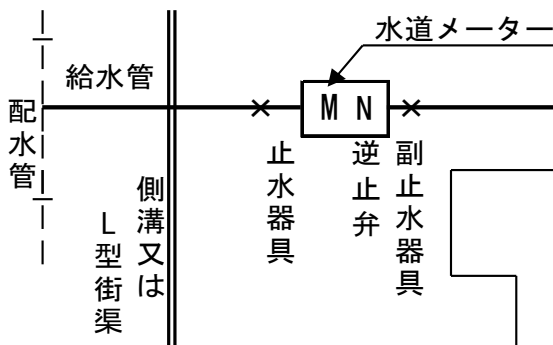 水道メーター
給水管
配水管
M N
止水器具
逆止弁
副止水器具
側溝又は
L型街渠